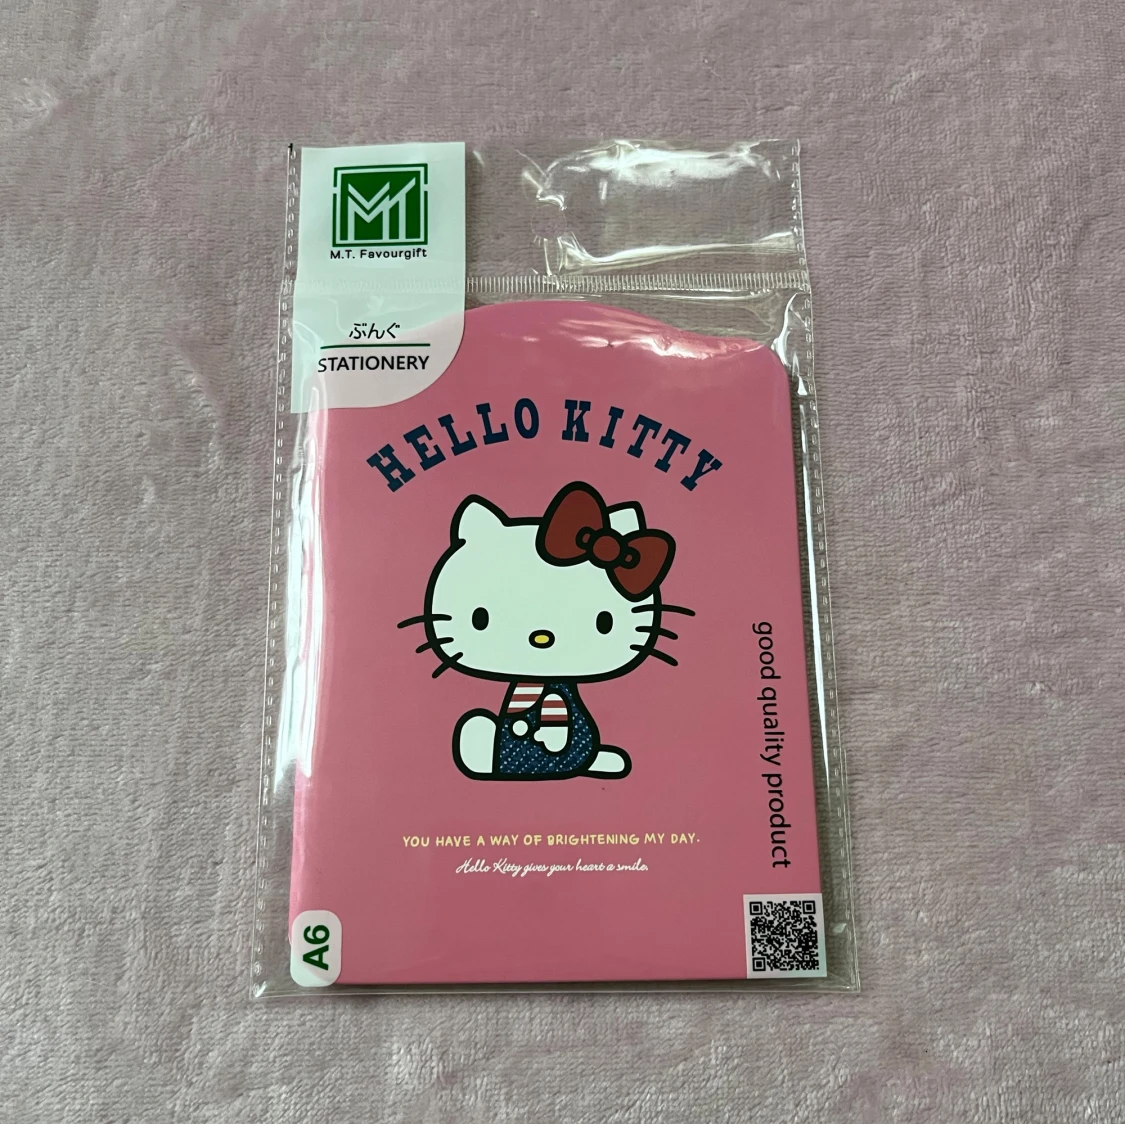 MT
M.T. Favourgift
ぶんぐ
STATIONERY
HELLO KITTY
YOU HAVE A WAY OF BRIGHTENING MY DAY.
Hello Kitty gives your heart a smile.
good quality product
A6